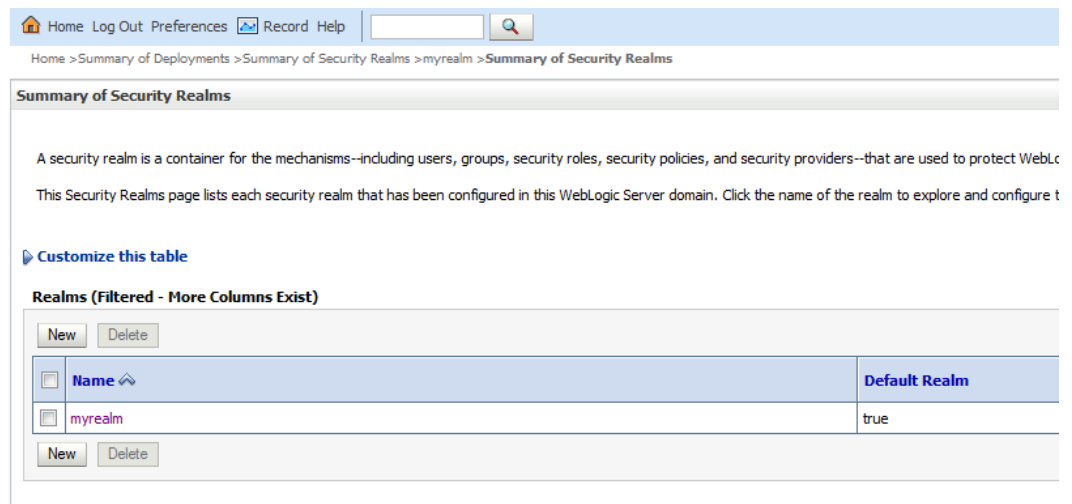 Home Log Out Preferences Record Help
Home >Summary of Deployments >Summary of Security Realms >myrealm >Summary of Security Realms
Summary of Security Realms
A security realm is a container for the mechanisms--including users, groups, security roles, security policies, and security providers--that are used to protect
This Security Realms page lists each security realm that has been configured in this WebLogic Server domain. Click the name of the realm to explore and configure
Customize this table
Realms (Filtered - More Columns Exist)
New Delete
Name Default Realm
myrealm true
New Delete